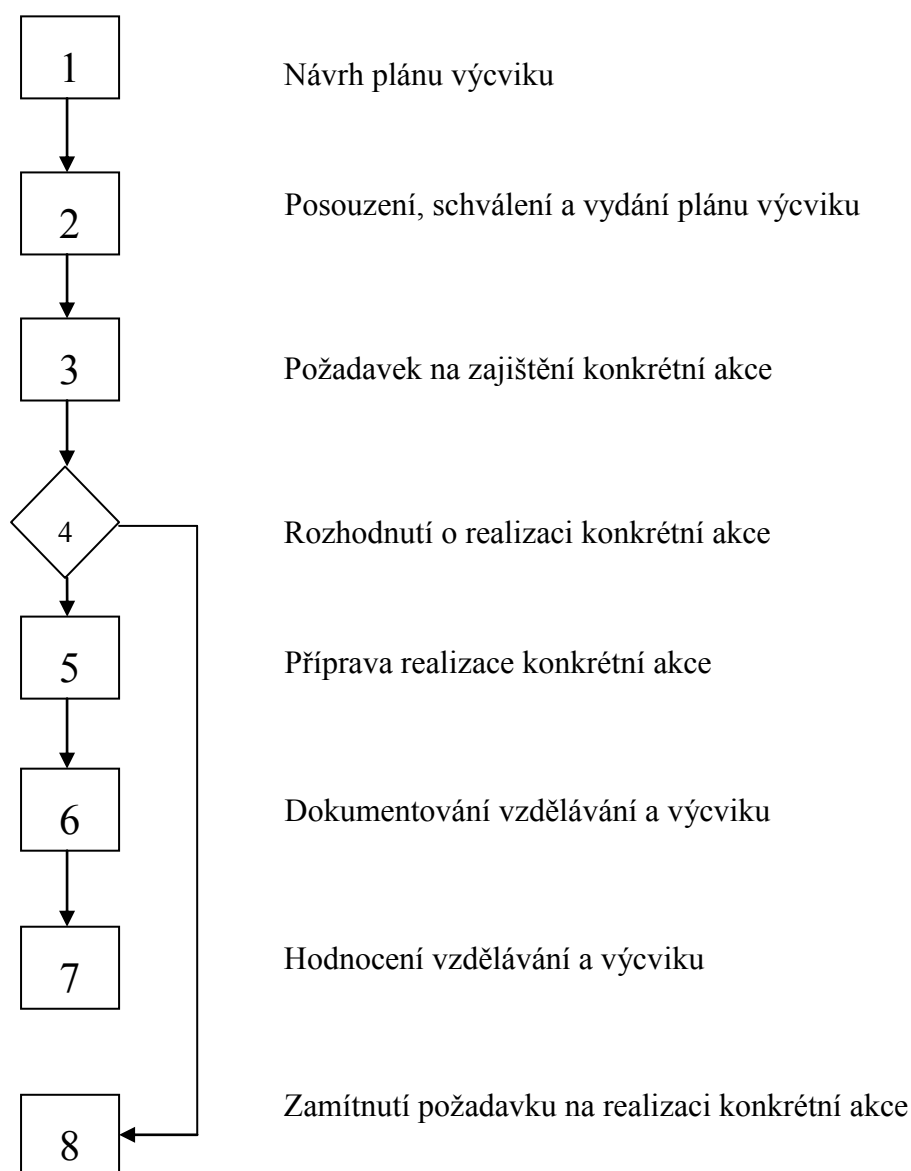 1 Návrh plánu výcviku
2 Posouzení, schválení a vydání plánu výcviku
3 Požadavek na zajištění konkrétní akce
4 Rozhodnutí o realizaci konkrétní akce
5 Příprava realizace konkrétní akce
6 Dokumentování vzdělávání a výcviku
7 Hodnocení vzdělávání a výcviku
8 Zamítnutí požadavku na realizaci konkrétní akce